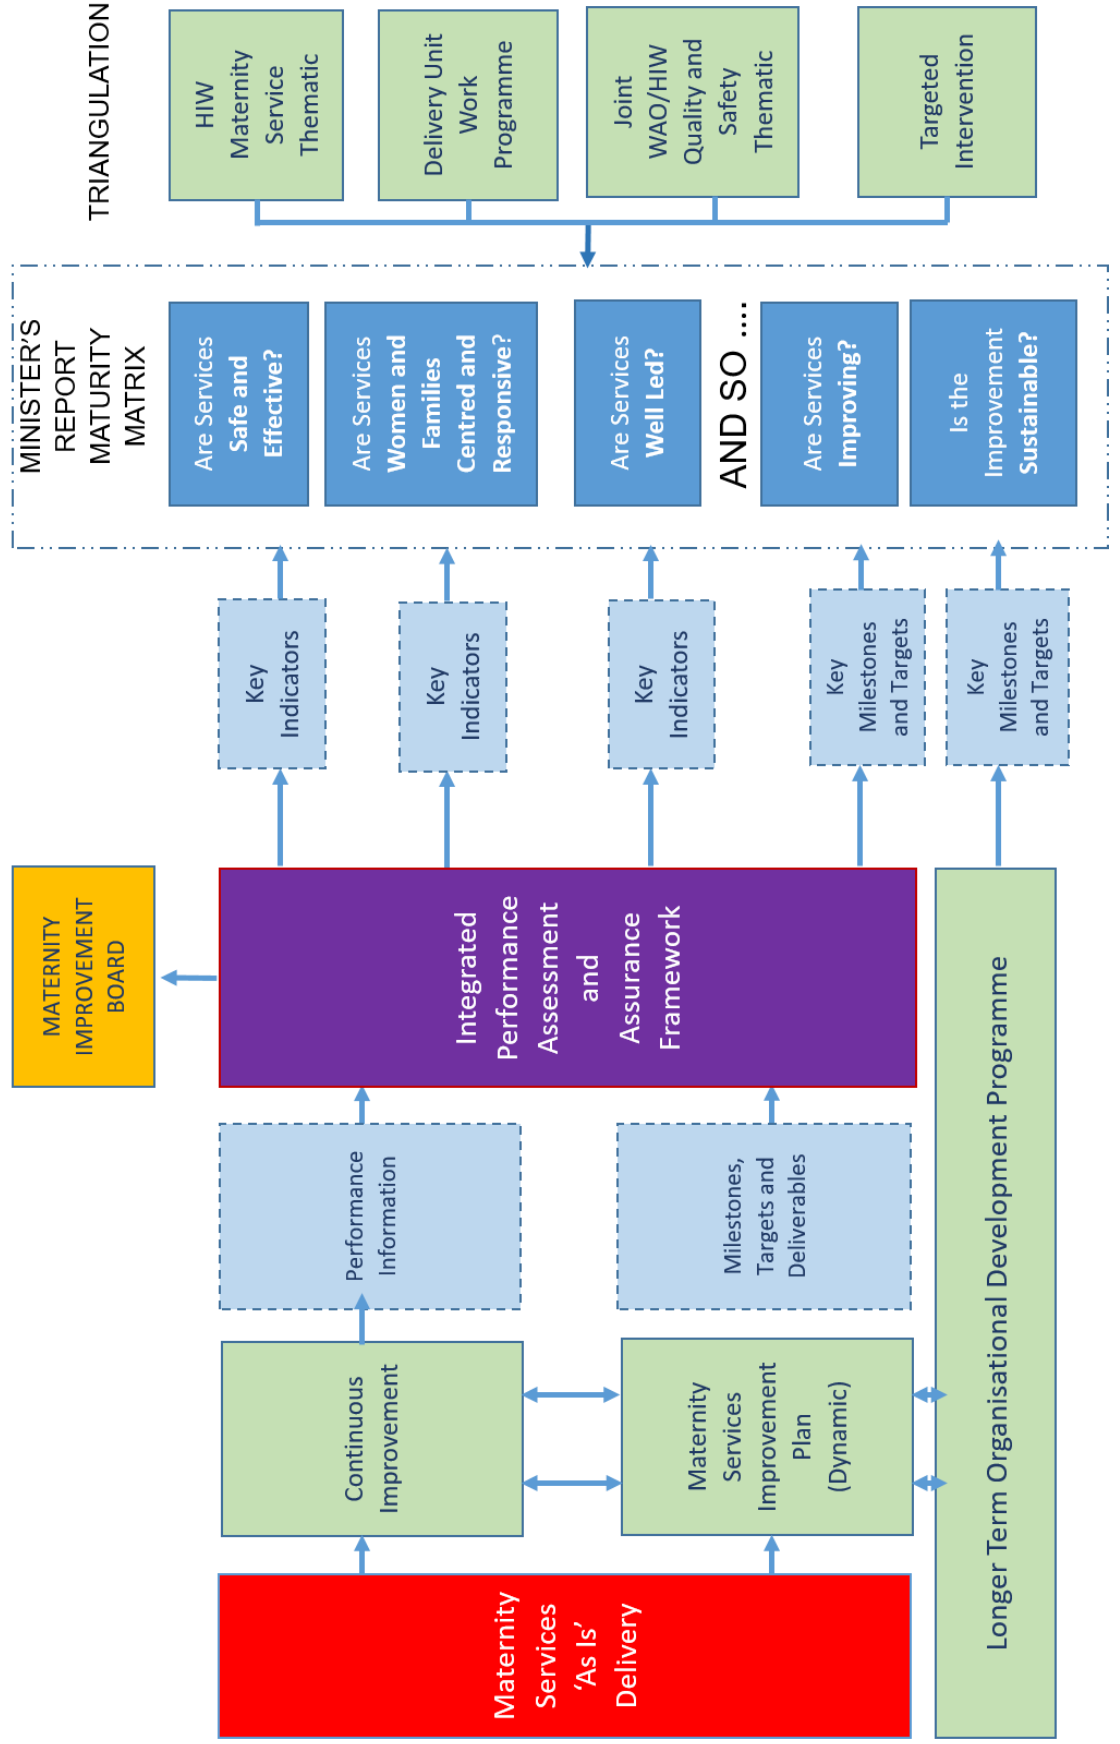 Maternity
Services
‘As Is’
Delivery
Continuous
Improvement
Maternity
Services
Improvement
Plan
(Dynamic)
Longer Term Organisational Development Programme
Performance
Information
Milestones,
Targets and
Deliverables
MATERNITY
IMPROVEMENT
BOARD
Integrated
Performance
Assessment
and
Assurance
Framework
Key
Indicators
Key
Indicators
Key
Indicators
Key
Milestones
and Targets
Key
Milestones
and Targets
MINISTER’S
REPORT
MATURITY
MATRIX
Are Services
Safe and
Effective?
Are Services
Women and
Families
Centred and
Responsive?
Are Services
Well Led?
AND SO ....
Are Services
Improving?
Is the
Improvement
Sustainable?
TRIANGULATION
HIW
Maternity
Service
Thematic
Delivery Unit
Work
Programme
Joint
WAO/HIW
Quality and
Safety
Thematic
Targeted
Intervention